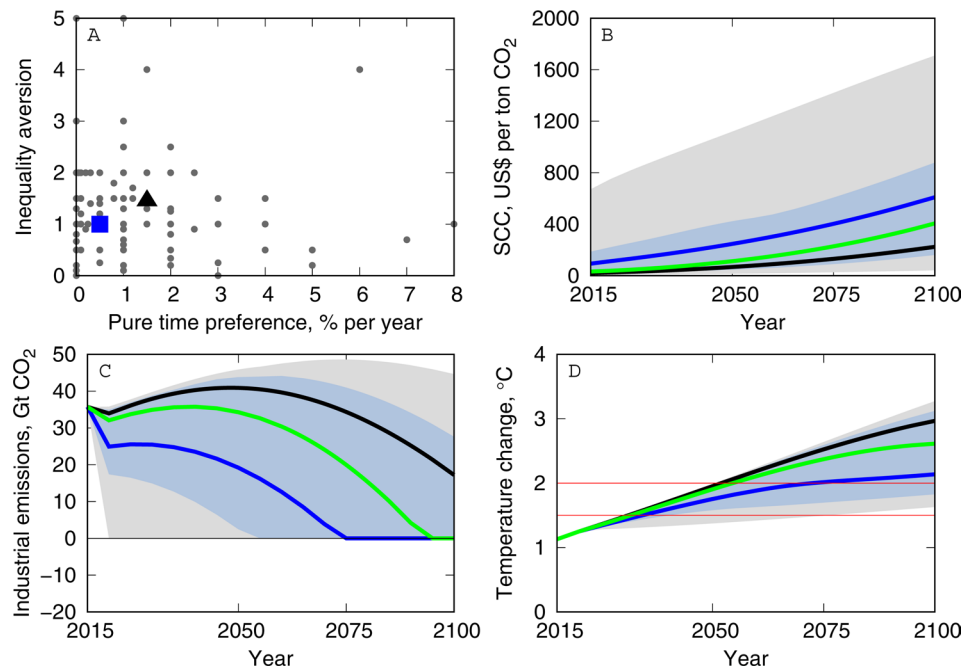 A
5
4
3
2
1
0
Inequality aversion
0 1 2 3 4 5 6 7 8
Pure time preference, % per year
B
2000
1600
1200
800
400
0
SCC, US$ per ton CO2
2015 2050 2075 2100
Year
C
50
40
30
20
10
0
−10
−20
Industrial emissions, Gt CO2
2015 2050 2075 2100
Year
D
4
3
2
1
0
Temperature change, °C
2015 2050 2075 2100
Year